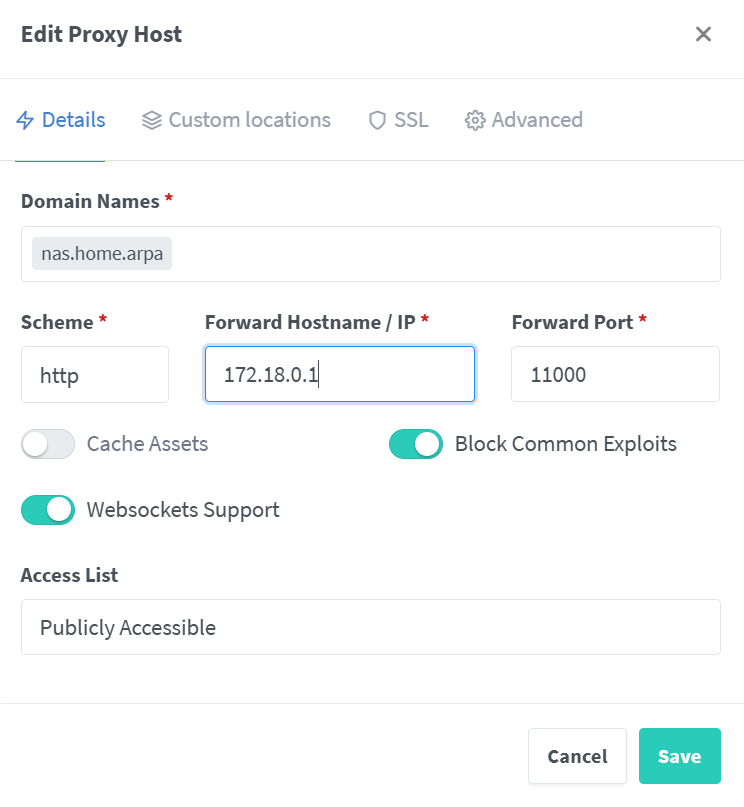 Edit Proxy Host
Details Custom locations SSL Advanced
Domain Names *
nas.home.arpa
Scheme * Forward Hostname / IP * Forward Port *
http 172.18.0.1 11000
Cache Assets Block Common Exploits
Websockets Support
Access List
Publicly Accessible
Cancel Save